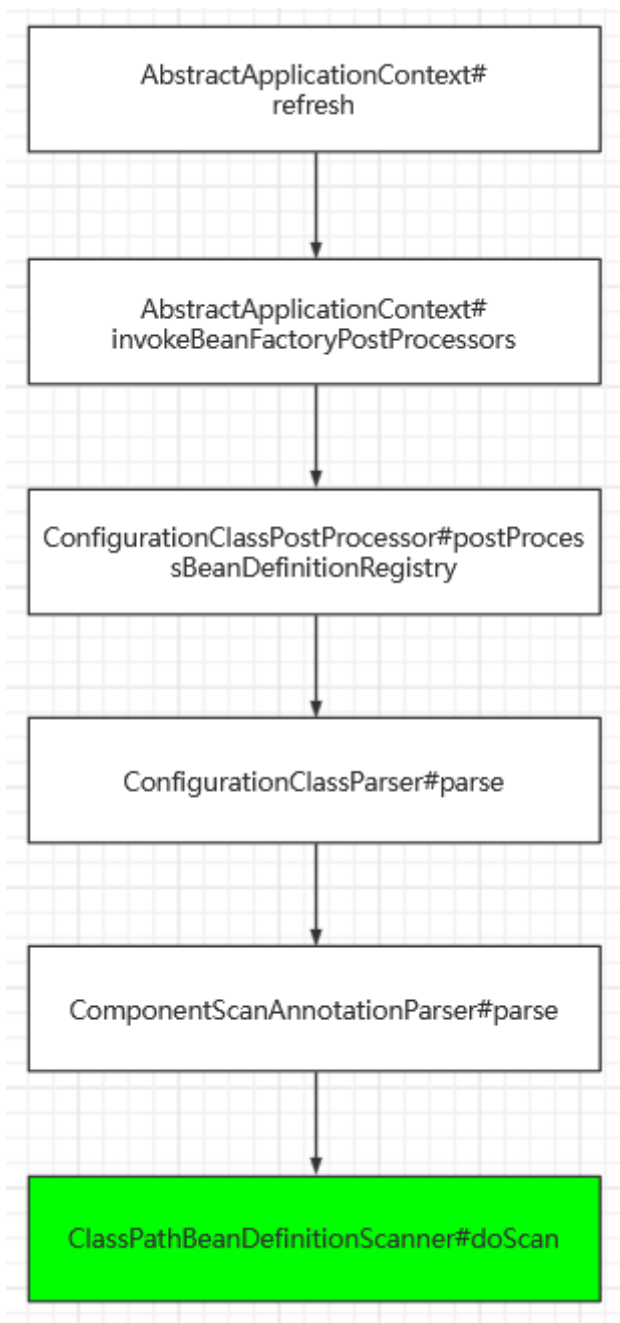 AbstractApplicationContext#
refresh
AbstractApplicationContext#
invokeBeanFactoryPostProcessors
ConfigurationClassPostProcessor#postProces
sBeanDefinitionRegistry
ConfigurationClassParser#parse
ComponentScanAnnotationParser#parse
ClassPathBeanDefinitionScanner#doScan